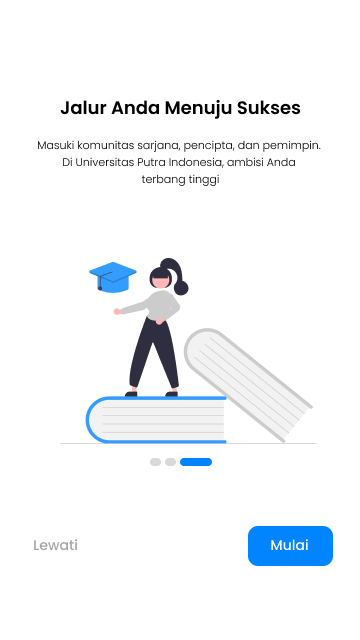 Jalur Anda Menuju Sukses
Masuki komunitas sarjana, pencipta, dan pemimpin.
Di Universitas Putra Indonesia, ambisi Anda
terbang tinggi
Lewati
Mulai